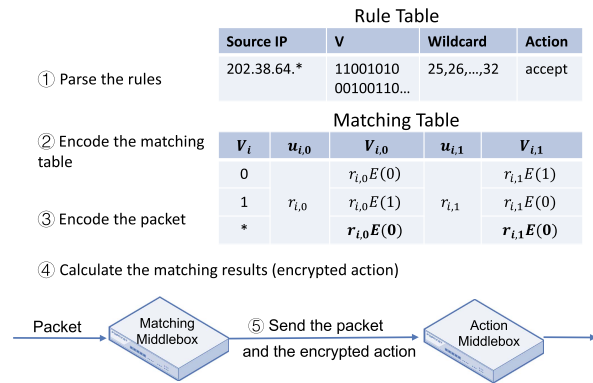 Rule Table
Source IP V Wildcard Action
202.38.64.* 11001010 25,26,...,32 accept
00100110...
① Parse the rules
Matching Table
② Encode the matching
table
V_i u_{i,0} V_{i,0} u_{i,1} V_{i,1}
0 r_{i,0}E(0) r_{i,1}E(1)
1 r_{i,0} r_{i,0}E(1) r_{i,1} r_{i,1}E(0)
③ Encode the packet
* r_{i,0}E(0) r_{i,1}E(0)
④ Calculate the matching results (encrypted action)
Packet
Matching
Middlebox
⑤ Send the packet
and the encrypted action
Action
Middlebox